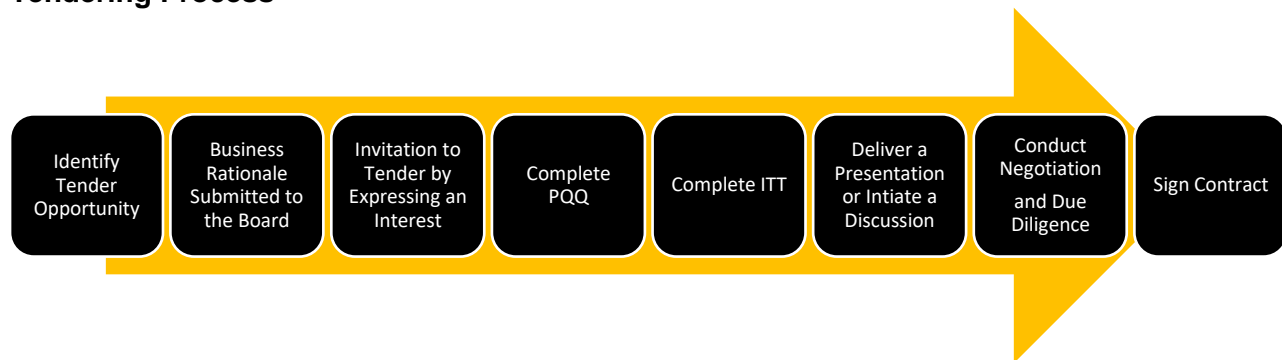 Tendering Process
Identify
Tender
Opportunity
Business
Rationale
Submitted to
the Board
Invitation to
Tender by
Expressing an
Interest
Complete
PQQ
Complete ITT
Deliver a
Presentation
or Intiate a
Discussion
Conduct
Negotiation
and Due
Diligence
Sign Contract